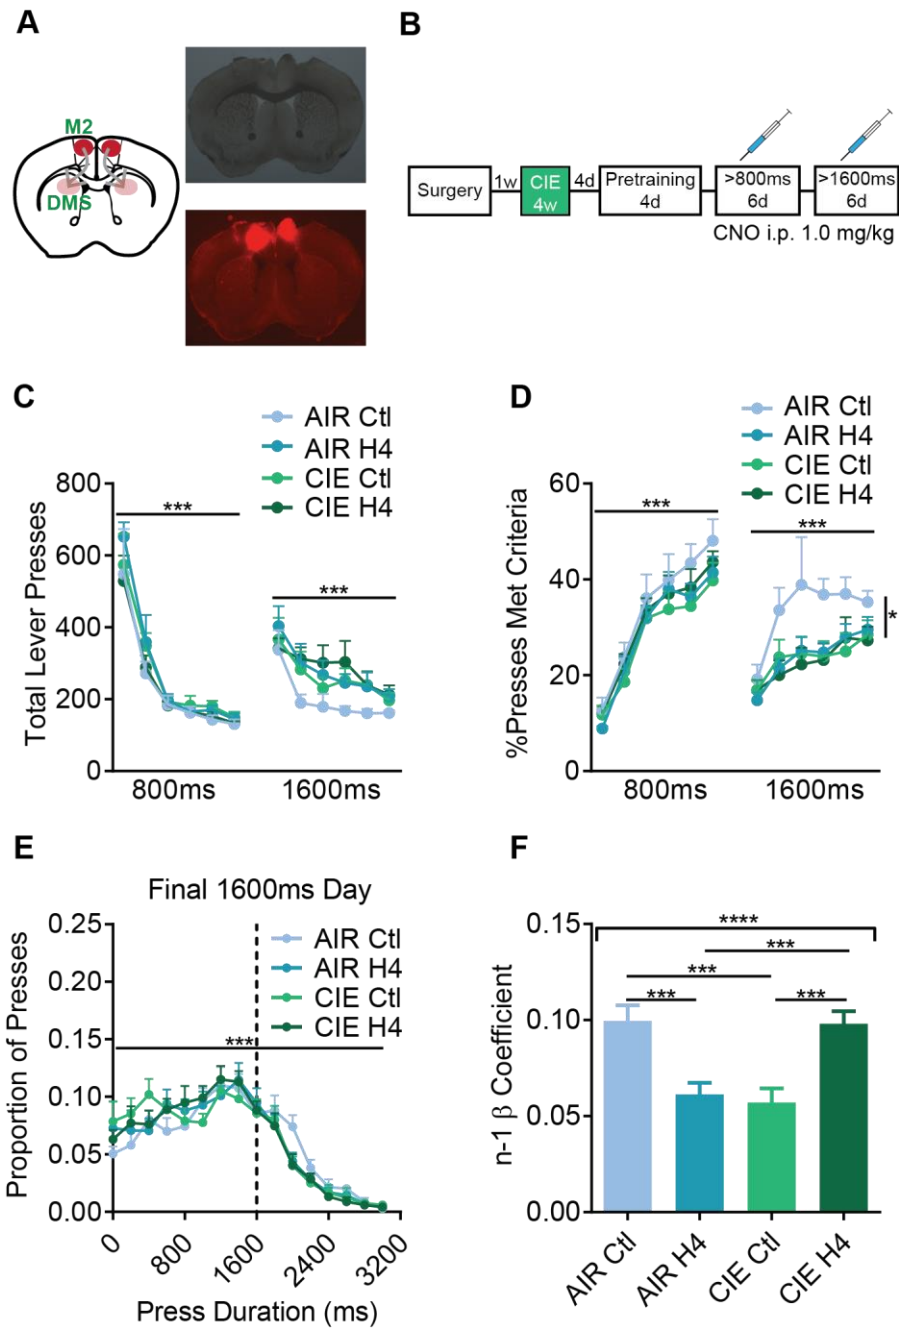 A
M2
DMS
B
Surgery
1w
CIE
4w
4d
Pretraining
4d
>800ms
6d
>1600ms
6d
CNO i.p. 1.0 mg/kg
C
AIR Ctl
AIR H4
CIE Ctl
CIE H4
Total Lever Presses
800
600
400
200
0
***
***
800ms
1600ms
D
AIR Ctl
AIR H4
CIE Ctl
CIE H4
%Presses Met Criteria
60
40
20
0
***
***
*
800ms
1600ms
E
Final 1600ms Day
AIR Ctl
AIR H4
CIE Ctl
CIE H4
Proportion of Presses
0.25
0.20
0.15
0.10
0.05
0.00
***
0
800
1600
2400
3200
Press Duration (ms)
F
n-1 β Coefficient
0.15
0.10
0.05
0.00
****
***
***
***
***
AIR Ctl
AIR H4
CIE Ctl
CIE H4